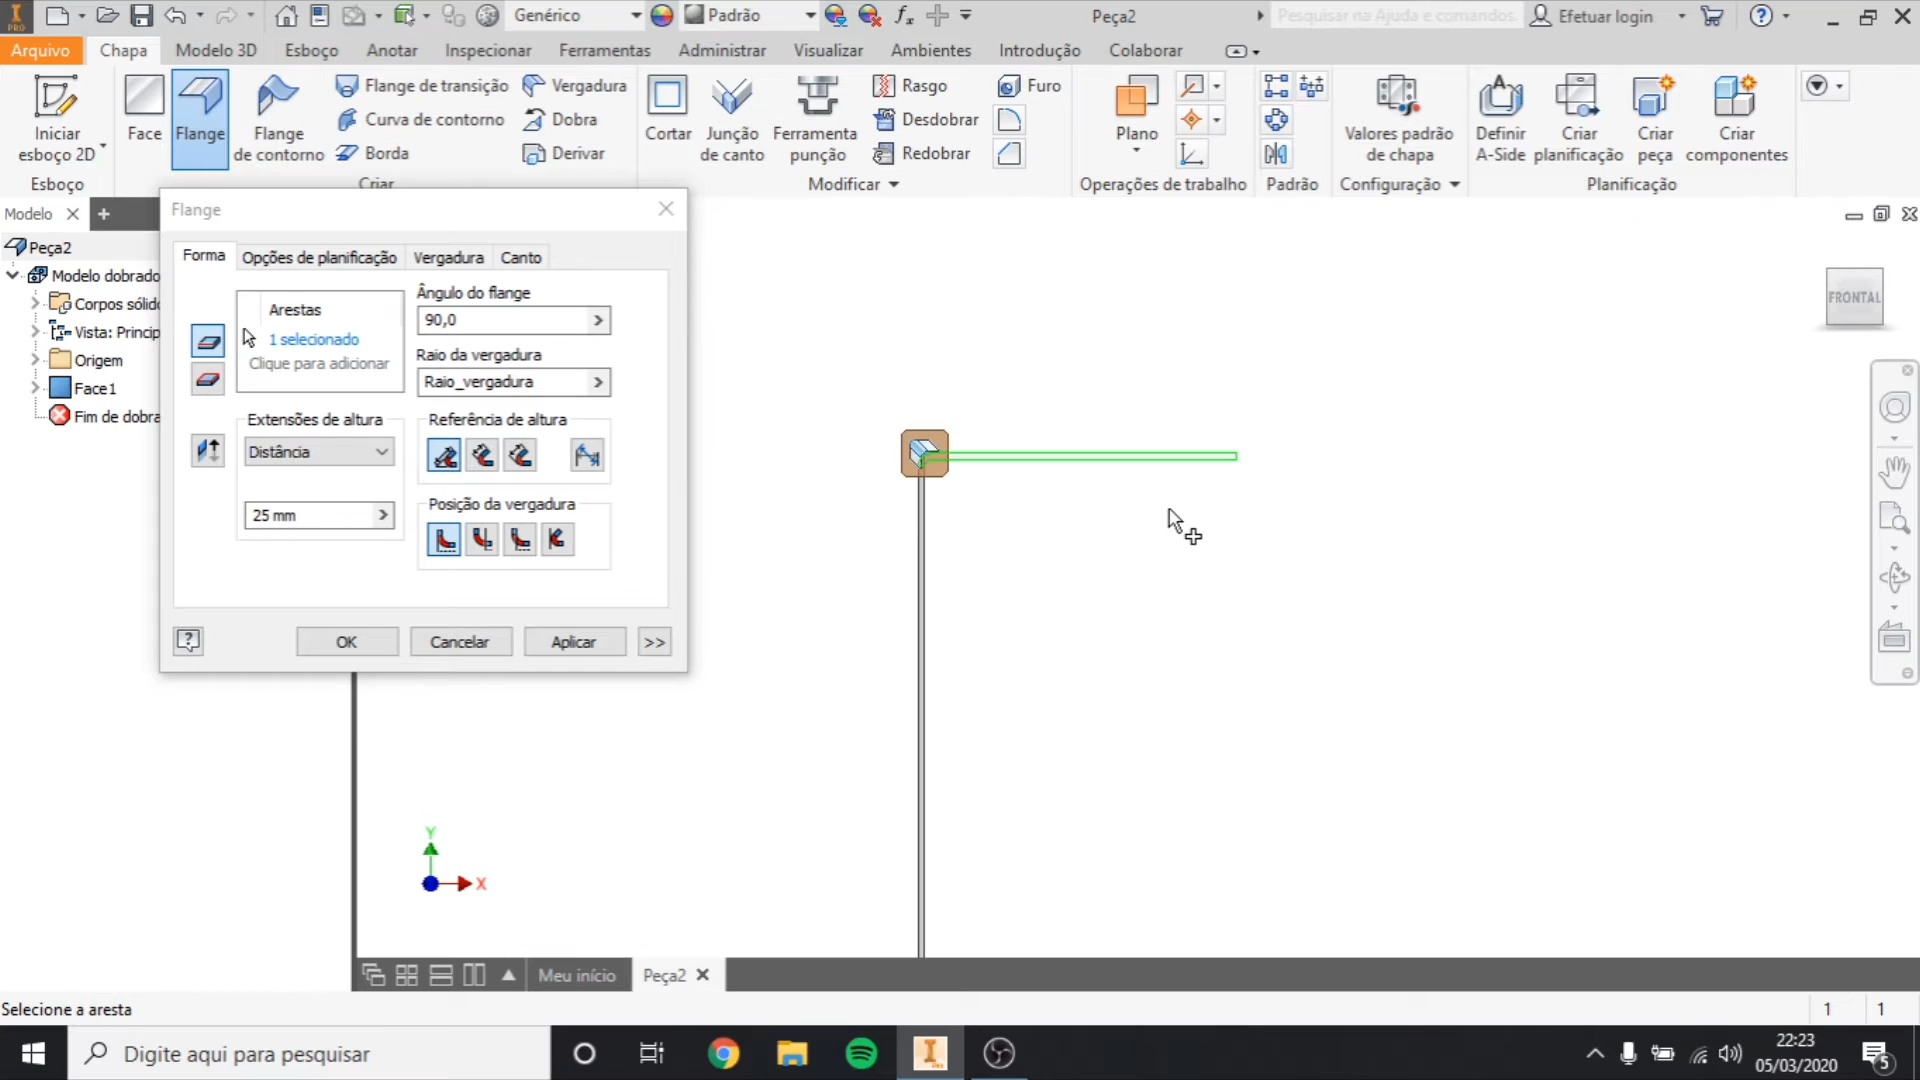 PRO
Genérico
Padrão
fx
Peça2
Pesquisar na Ajuda e comandos.
Efetuar login
Arquivo
Chapa
Modelo 3D
Esboço
Anotar
Inspecionar
Ferramentas
Administrar
Visualizar
Ambientes
Introdução
Colaborar
Iniciar
esboço 2D
Face
Flange
Flange
de contorno
Flange de transição
Curva de contorno
Borda
Vergadura
Dobra
Derivar
Cortar
Junção
de canto
Ferramenta
punção
Rasgo
Desdobrar
Redobrar
Furo
Plano
Valores padrão
de chapa
Definir
A-Side
Criar
planificação
Criar
peça
Criar
componentes
Esboço
Criar
Modificar
Operações de trabalho
Padrão
Configuração
Planificação
Modelo
Peça2
Modelo dobrado
Corpos sólid
Vista: Princip
Origem
Face1
Fim de dobra
Flange
Forma
Opções de planificação
Vergadura
Canto
Arestas
1 selecionado
Clique para adicionar
Ângulo do flange
90,0
Raio da vergadura
Raio_vergadura
Extensões de altura
Distância
25 mm
Referência de altura
Posição da vergadura
OK
Cancelar
Aplicar
>>
FRONTAL
Y
X
Meu início
Peça2
Selecione a aresta
1
1
Digite aqui para pesquisar
22:23
05/03/2020
5